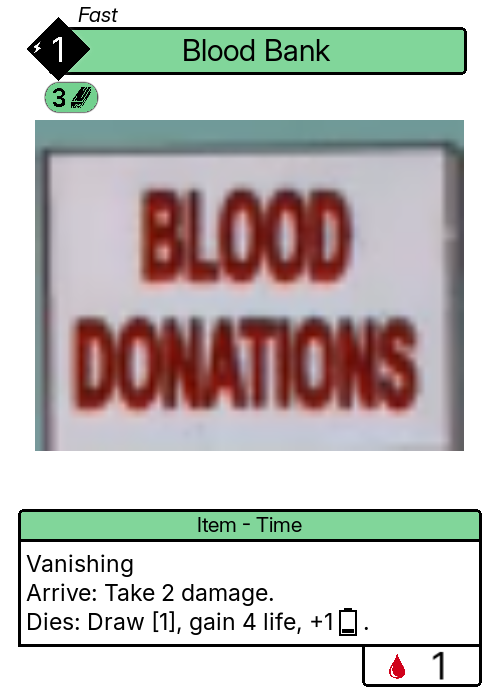 Fast
1
Blood Bank
3
BLOOD
DONATIONS
Item - Time
Vanishing
Arrive: Take 2 damage.
Dies: Draw [1], gain 4 life, +1 .
1